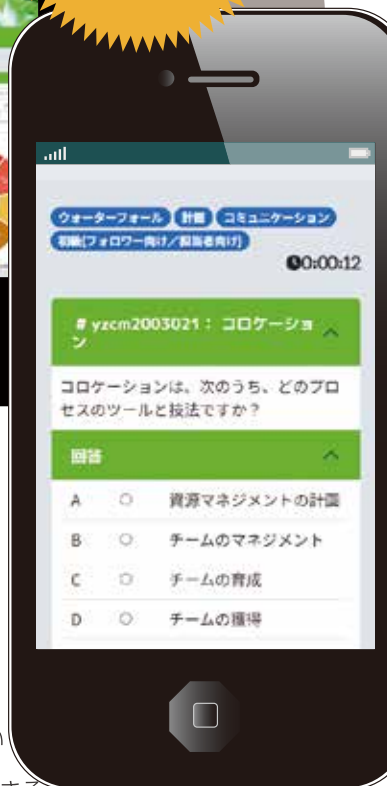 ウォーターフォール 計画 コミュニケーション
初級[フォロワー向け／担当者向け]
0:00:12
# yzcm2003021： コロケーショ
ン
コロケーションは、次のうち、どのプロ
セスのツールと技法ですか？
回答
A 資源マネジメントの計画
B チームのマネジメント
C チームの育成
D チームの獲得
い
する